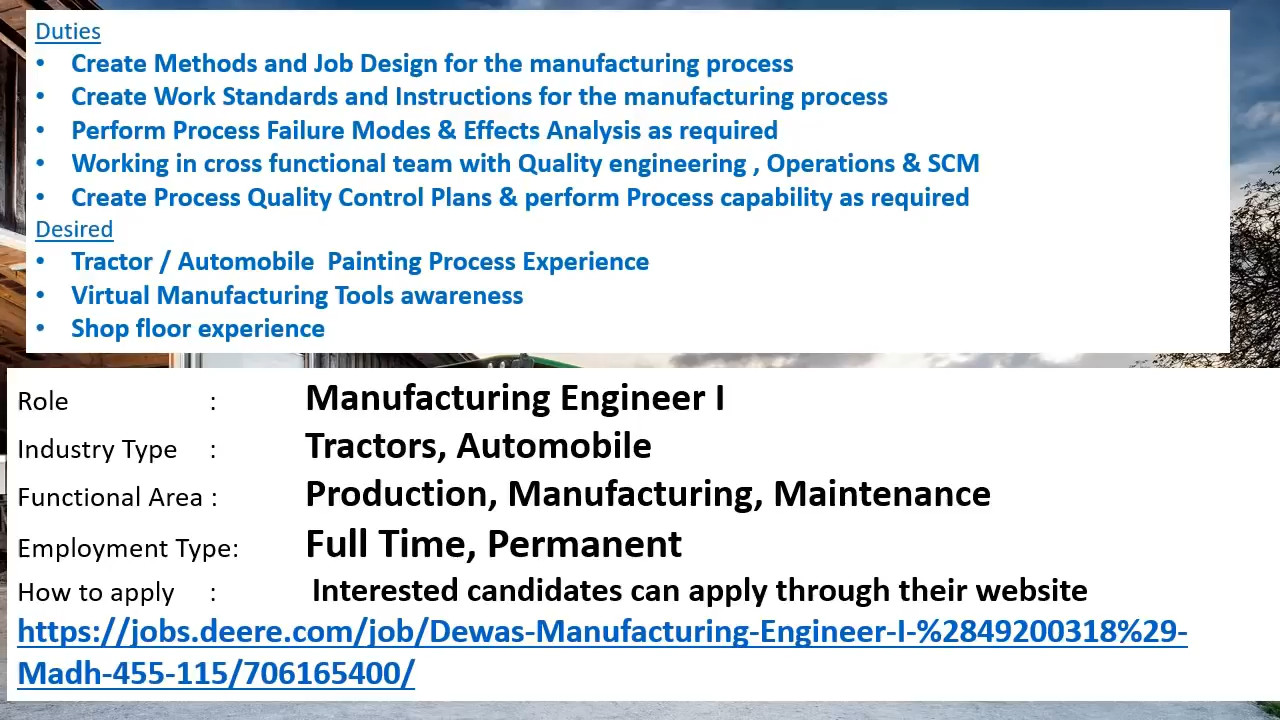 Duties
• Create Methods and Job Design for the manufacturing process
• Create Work Standards and Instructions for the manufacturing process
• Perform Process Failure Modes & Effects Analysis as required
• Working in cross functional team with Quality engineering , Operations & SCM
• Create Process Quality Control Plans & perform Process capability as required
Desired
• Tractor / Automobile  Painting Process Experience
• Virtual Manufacturing Tools awareness
• Shop floor experience
Role : Manufacturing Engineer I
Industry Type : Tractors, Automobile
Functional Area : Production, Manufacturing, Maintenance
Employment Type: Full Time, Permanent
How to apply : Interested candidates can apply through their website
https://jobs.deere.com/job/Dewas-Manufacturing-Engineer-I-%2849200318%29-
Madh-455-115/706165400/